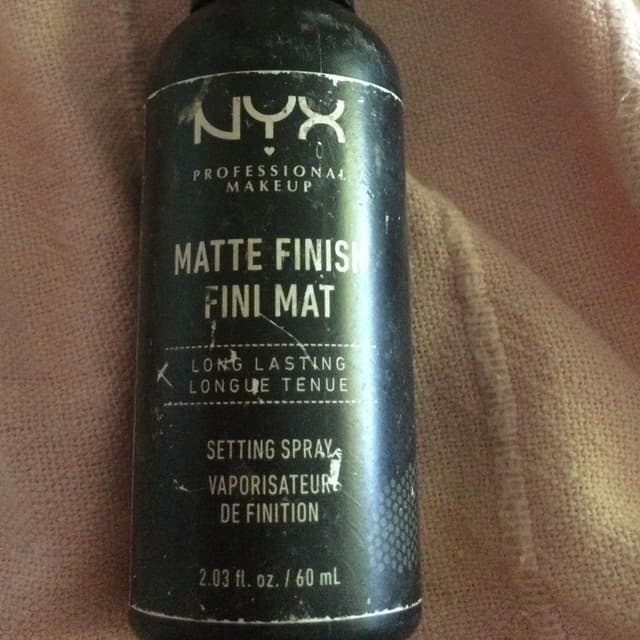 NYX
PROFESSIONAL
MAKEUP
MATTE FINISH
FINI MAT
LONG LASTING
LONGUE TENUE
SETTING SPRAY
VAPORISATEUR
DE FINITION
2.03 fl. oz. / 60 mL